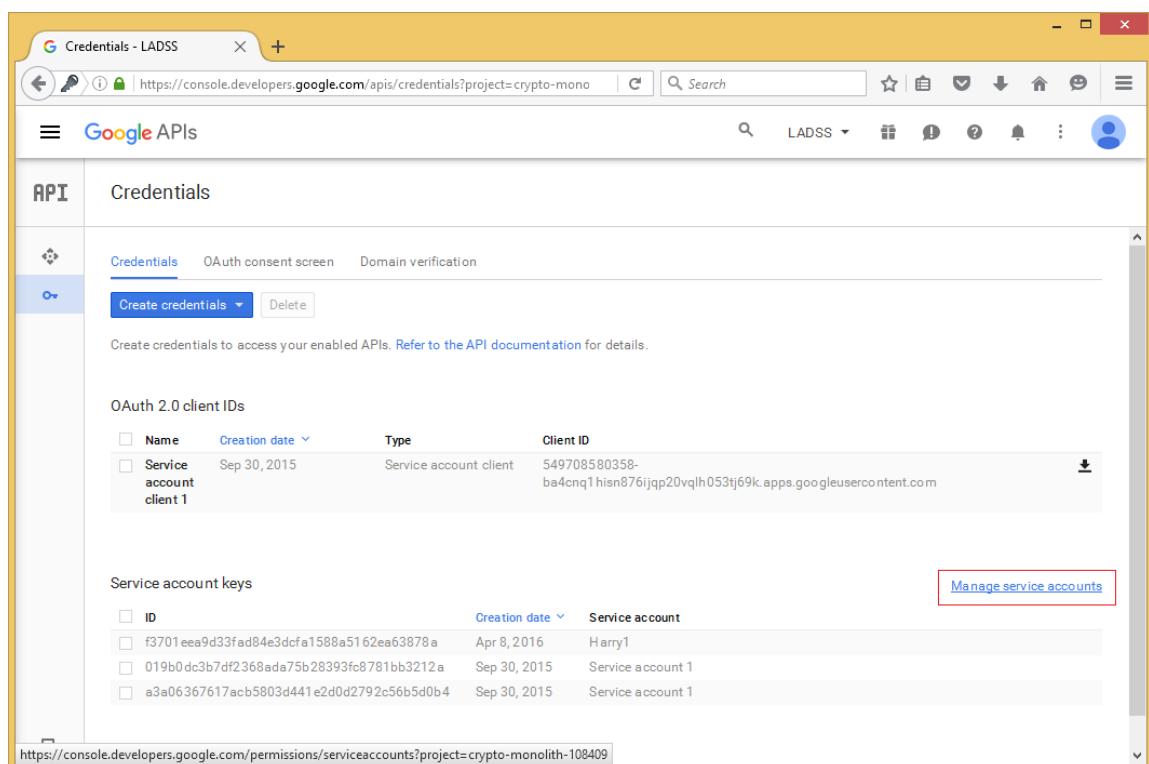 Credentials - LADSS
https://console.developers.google.com/apis/credentials?project=crypto-mono
Search
Google APIs
LADSS
API
Credentials
Credentials OAuth consent screen Domain verification
Create credentials Delete
Create credentials to access your enabled APIs. Refer to the API documentation for details.
OAuth 2.0 client IDs
Name Creation date Type Client ID
Service account client 1 Sep 30, 2015 Service account client 549708580358-
ba4cnq1hisn876ijqp20vqlh053tj69k.apps.googleusercontent.com
Service account keys Manage service accounts
ID Creation date Service account
f3701eea9d33fad84e3dcfa1588a5162ea63878a Apr 8, 2016 Harry1
019b0dc3b7df2368ada75b28393fc8781bb3212a Sep 30, 2015 Service account 1
a3a06367617acb5803d441e2d0d2792c56b5d0b4 Sep 30, 2015 Service account 1
https://console.developers.google.com/permissions/serviceaccounts?project=crypto-monolith-108409